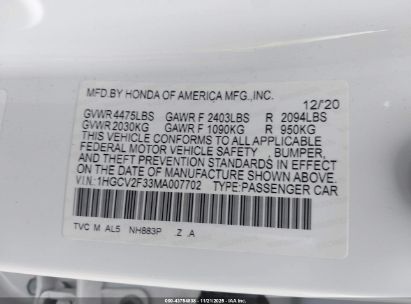 MFD.BY HONDA OF AMERICA MFG.,INC.
12/20
GVWR 4475LBS GAWR F 2403LBS R 2094LBS
GVWR 2030KG GAWR F 1090KG R 950KG
THIS VEHICLE CONFORMS TO ALL APPLICABLE
FEDERAL MOTOR VEHICLE SAFETY , BUMPER,
AND THEFT PREVENTION STANDARDS IN EFFECT
ON THE DATE OF MANUFACTURE SHOWN ABOVE.
V.I.N.:1HGCV2F33MA007702 TYPE:PASSENGER CAR
TVC M AL5 NH883P .Z .A